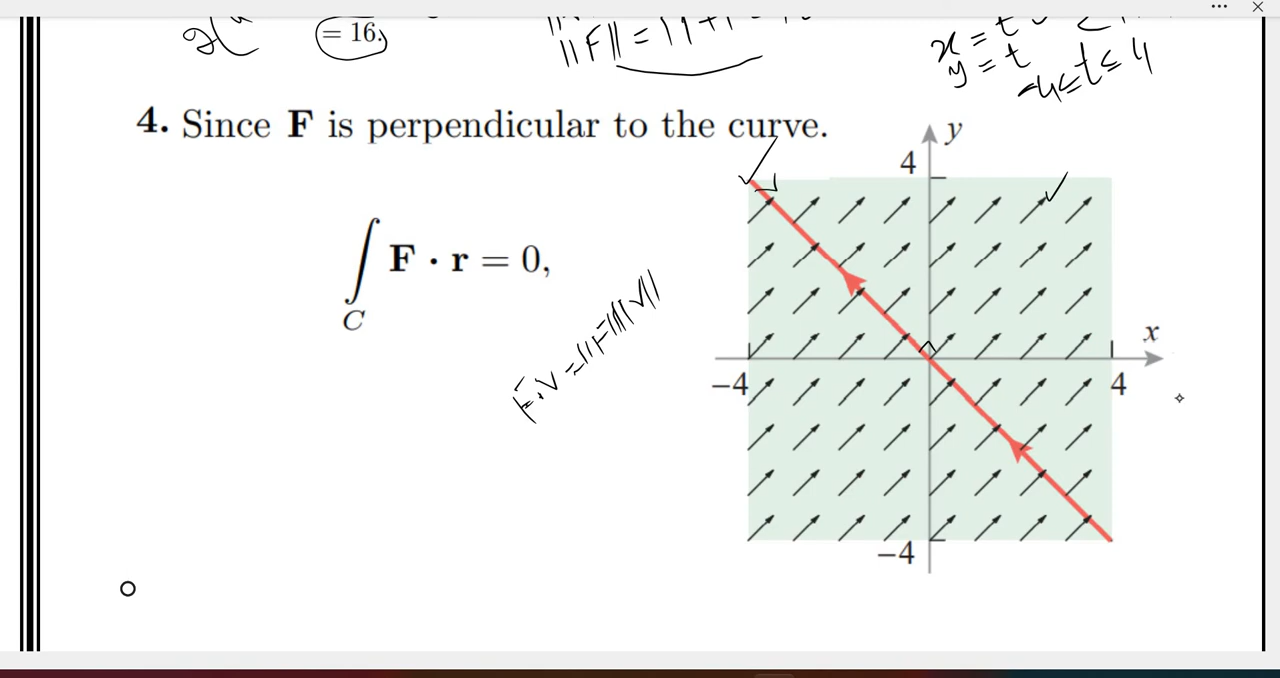 = 16.
||F|| =
x = t
y = t
-4 ≤ t ≤ 4
4. Since F is perpendicular to the curve.
∫ F · r = 0,
C
F · v = ||F|| ||v||
y
4
x
−4
4
−4